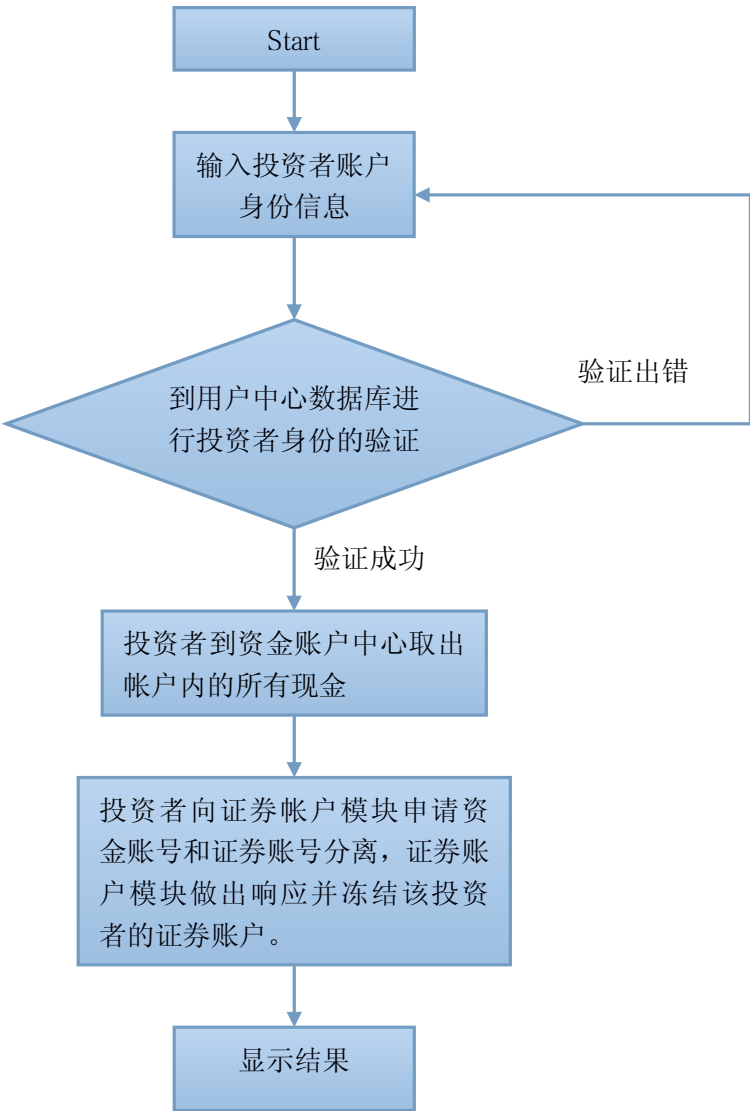 Start
输入投资者账户
身份信息
到用户中心数据库进
行投资者身份的验证
验证出错
验证成功
投资者到资金账户中心取出
帐户内的所有现金
投资者向证券帐户模块申请资
金账号和证券账号分离，证券账
户模块做出响应并冻结该投资
者的证券账户。
显示结果